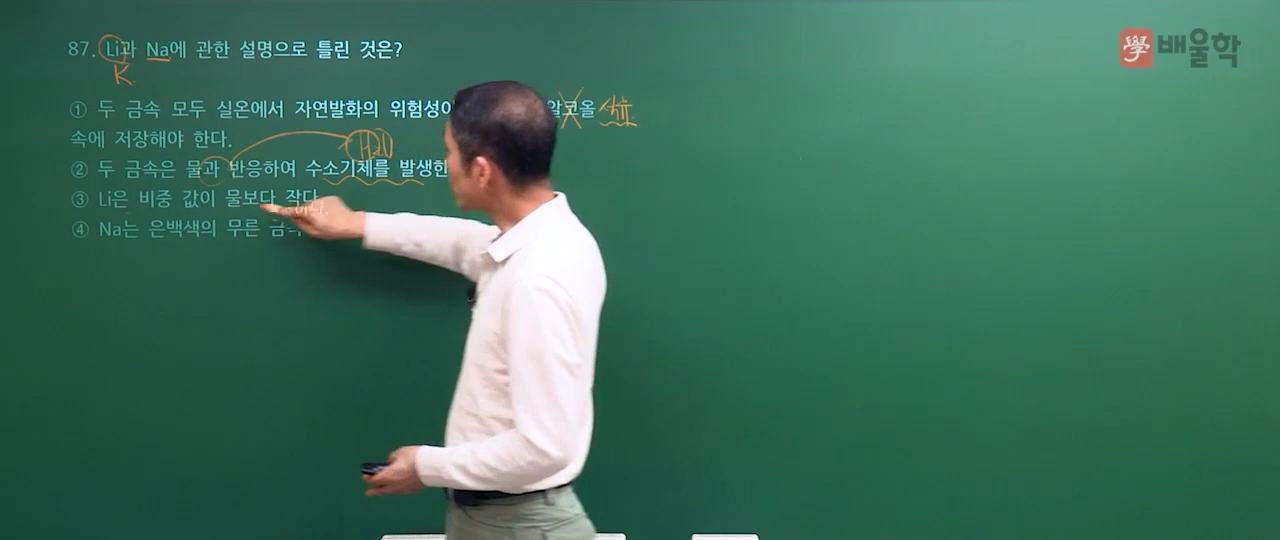 87. Li과 Na에 관한 설명으로 틀린 것은?
K
① 두 금속 모두 실온에서 자연발화의 위험성이 알코올 석유
속에 저장해야 한다.
H2O
② 두 금속은 물과 반응하여 수소기체를 발생한
③ Li은 비중 값이 물보다 작다.
④ Na는 은백색의 무른 금속
學 배울학